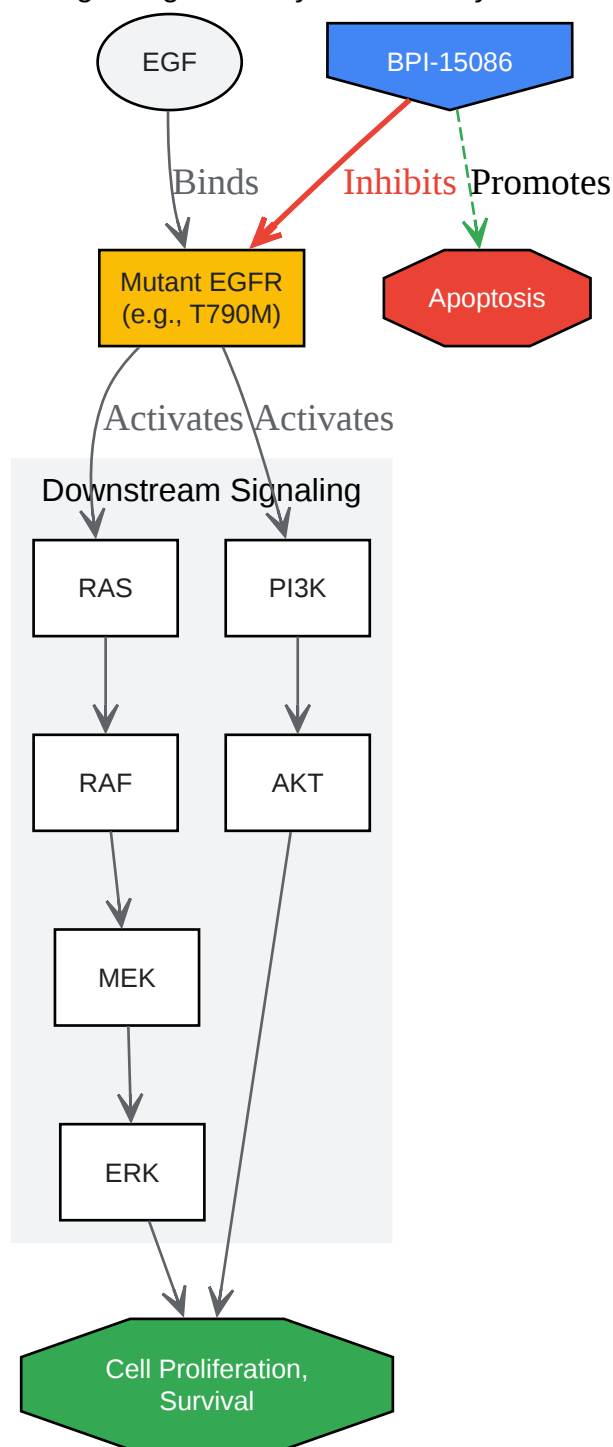 EGF
BPI-15086
Binds
Inhibits
Promotes
Mutant EGFR
(e.g., T790M)
Apoptosis
Activates
Activates
Downstream Signaling
RAS
PI3K
RAF
AKT
MEK
ERK
Cell Proliferation,
Survival